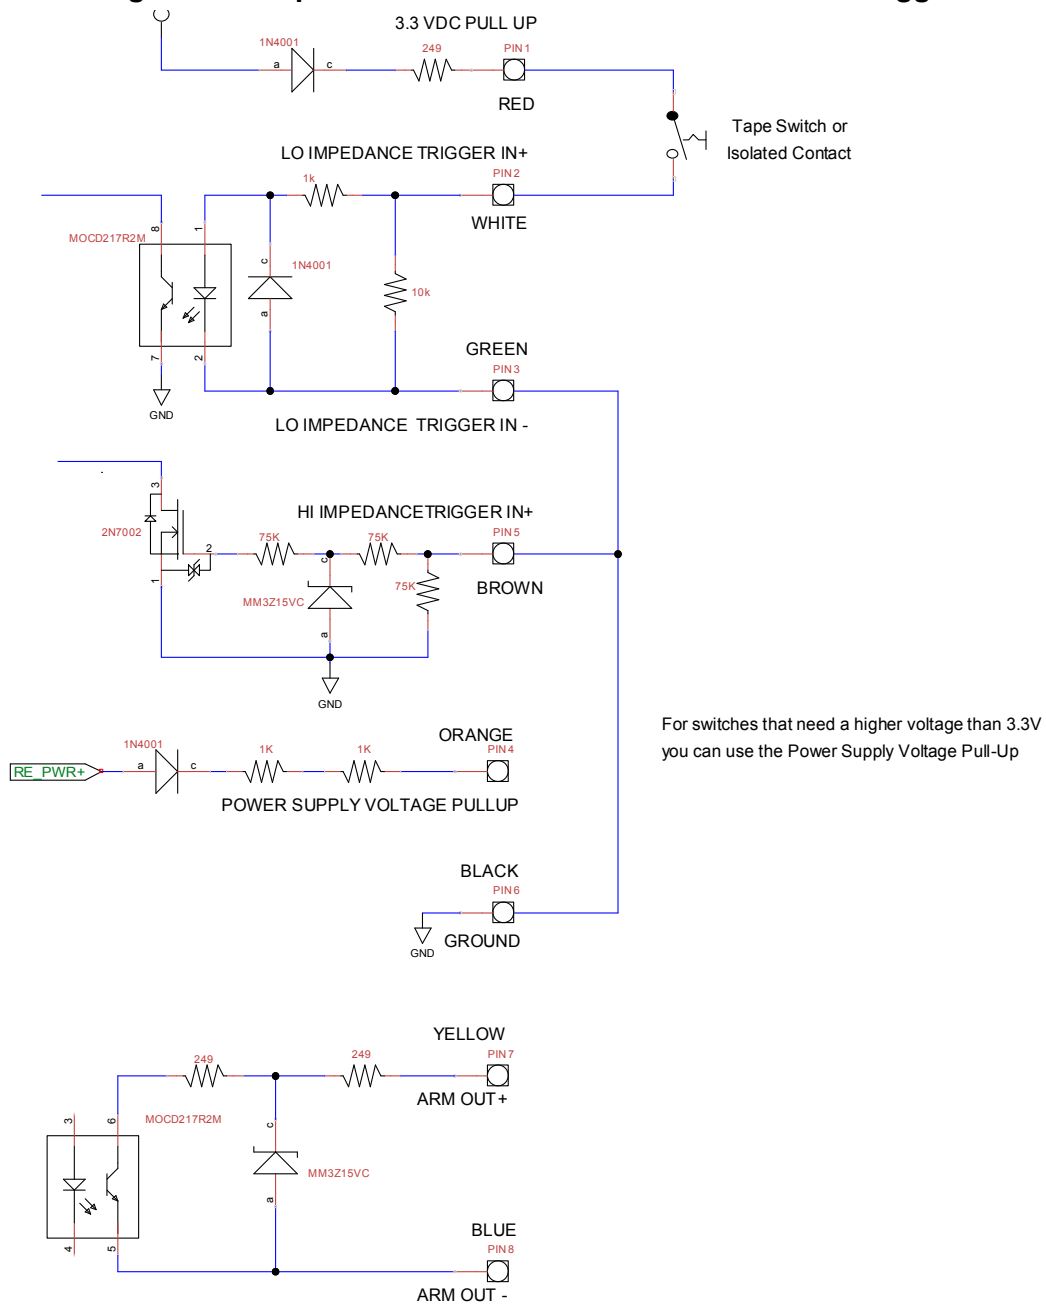 3.3 VDC PULL UP
1N4001
249
PIN1
a
c
RED
Tape Switch or
Isolated Contact
LO IMPEDANCE TRIGGER IN+
1k
PIN2
WHITE
8
1
MOCD217R2M
c
1N4001
10k
a
GREEN
7
2
PIN3
GND
LO IMPEDANCE TRIGGER IN -
3
HI IMPEDANCETRIGGER IN+
2N7002
75K
75K
PIN5
2
c
75K
BROWN
1
MM3Z15VC
a
GND
For switches that need a higher voltage than 3.3V
you can use the Power Supply Voltage Pull-Up
ORANGE
1N4001
1K
1K
PIN4
RE_PWR+
a
c
POWER SUPPLY VOLTAGE PULLUP
BLACK
PIN6
GND
GROUND
YELLOW
249
249
PIN7
ARM OUT+
3
6
MOCD217R2M
c
MM3Z15VC
a
BLUE
4
5
PIN8
ARM OUT -